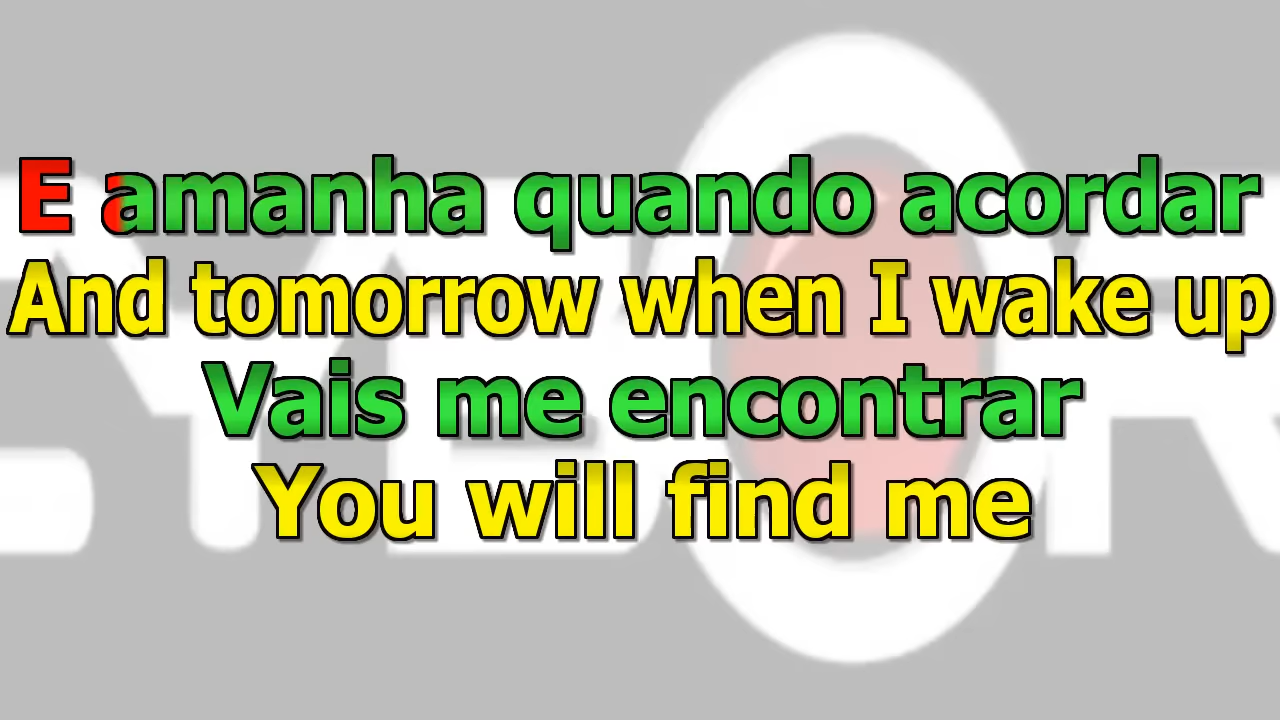 E amanha quando acordar
And tomorrow when I wake up
Vais me encontrar
You will find me